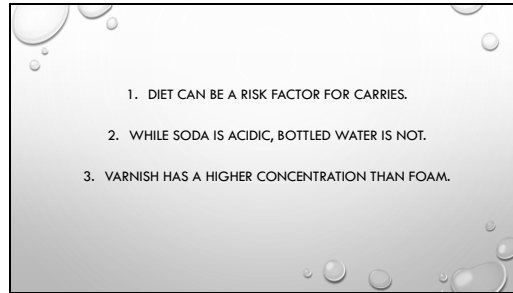 1. DIET CAN BE A RISK FACTOR FOR CARRIES.
2. WHILE SODA IS ACIDIC, BOTTLED WATER IS NOT.
3. VARNISH HAS A HIGHER CONCENTRATION THAN FOAM.